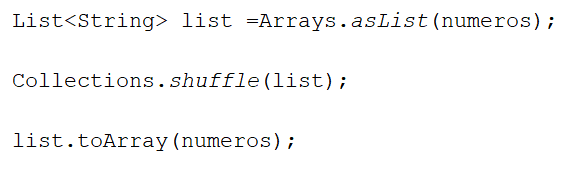 List<String> list =Arrays.asList(numeros);
Collections.shuffle(list);
list.toArray(numeros);